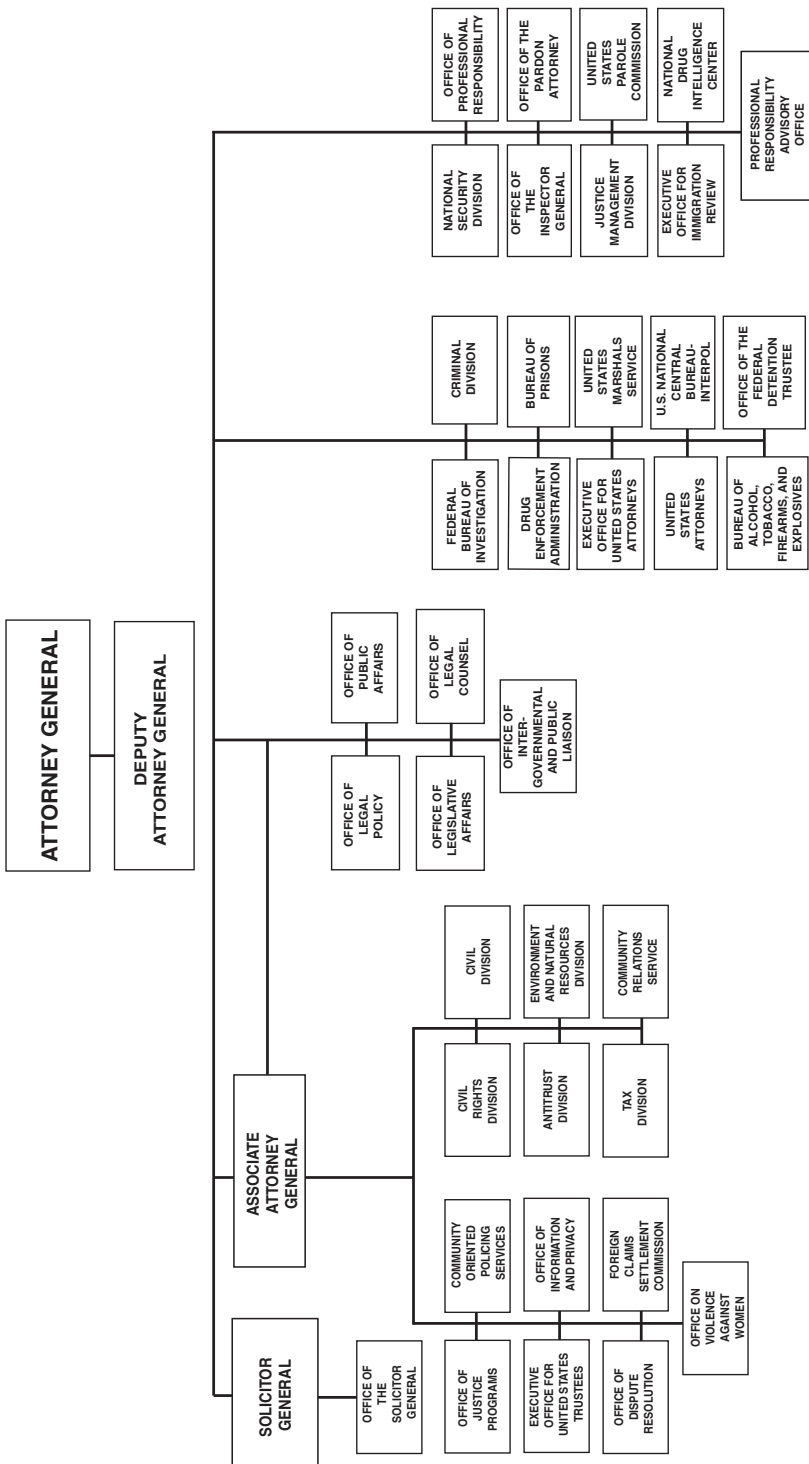 ATTORNEY GENERAL
DEPUTY
ATTORNEY GENERAL
SOLICITOR
GENERAL
OFFICE OF
THE
SOLICITOR
GENERAL
ASSOCIATE
ATTORNEY
GENERAL
OFFICE OF
JUSTICE
PROGRAMS
COMMUNITY
ORIENTED
POLICING
SERVICES
EXECUTIVE
OFFICE FOR
UNITED STATES
TRUSTEES
OFFICE OF
INFORMATION
AND PRIVACY
OFFICE OF
DISPUTE
RESOLUTION
FOREIGN
CLAIMS
SETTLEMENT
COMMISSION
OFFICE ON
VIOLENCE
AGAINST
WOMEN
CIVIL
RIGHTS
DIVISION
CIVIL
DIVISION
ANTITRUST
DIVISION
ENVIRONMENT
AND NATURAL
RESOURCES
DIVISION
TAX
DIVISION
COMMUNITY
RELATIONS
SERVICE
OFFICE OF
LEGAL
POLICY
OFFICE OF
PUBLIC
AFFAIRS
OFFICE OF
LEGISLATIVE
AFFAIRS
OFFICE OF
LEGAL
COUNSEL
OFFICE OF
INTER-
GOVERNMENTAL
AND PUBLIC
LIAISON
FEDERAL
BUREAU OF
INVESTIGATION
CRIMINAL
DIVISION
DRUG
ENFORCEMENT
ADMINISTRATION
BUREAU OF
PRISONS
EXECUTIVE
OFFICE FOR
UNITED STATES
ATTORNEYS
UNITED
STATES
MARSHALS
SERVICE
UNITED
STATES
ATTORNEYS
U.S. NATIONAL
CENTRAL
BUREAU-
INTERPOL
BUREAU OF
ALCOHOL,
TOBACCO,
FIREARMS, AND
EXPLOSIVES
OFFICE OF THE
FEDERAL
DETENTION
TRUSTEE
NATIONAL
SECURITY
DIVISION
OFFICE OF
PROFESSIONAL
RESPONSIBILITY
OFFICE OF
THE
INSPECTOR
GENERAL
OFFICE OF THE
PARDON
ATTORNEY
JUSTICE
MANAGEMENT
DIVISION
UNITED
STATES
PAROLE
COMMISSION
EXECUTIVE
OFFICE FOR
IMMIGRATION
REVIEW
NATIONAL
DRUG
INTELLIGENCE
CENTER
PROFESSIONAL
RESPONSIBILITY
ADVISORY
OFFICE